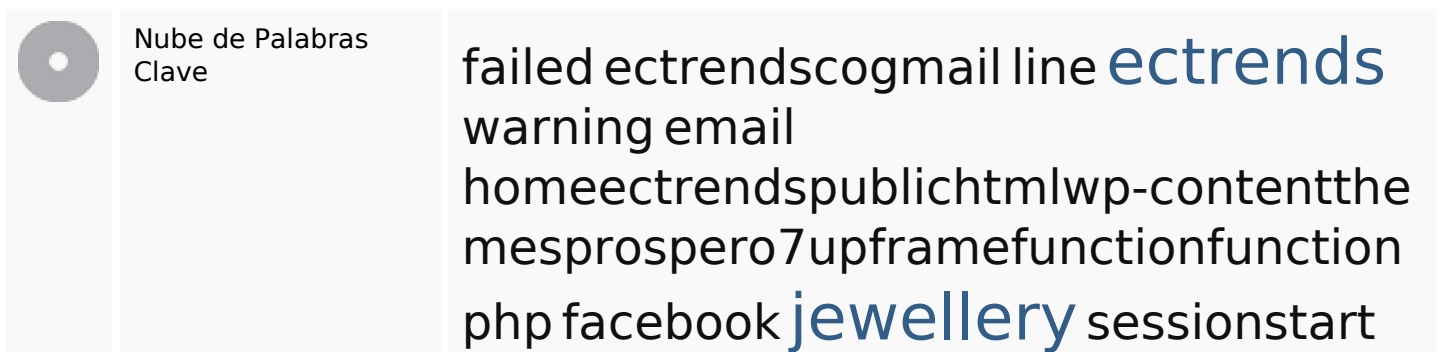 Nube de Palabras
Clave
failed ectrendscogmail line ectrends
warning email
homeectrendspublichtmlwp-contentthe
mesprospero7upframefunctionfunction
php facebook jewellery sessionstart